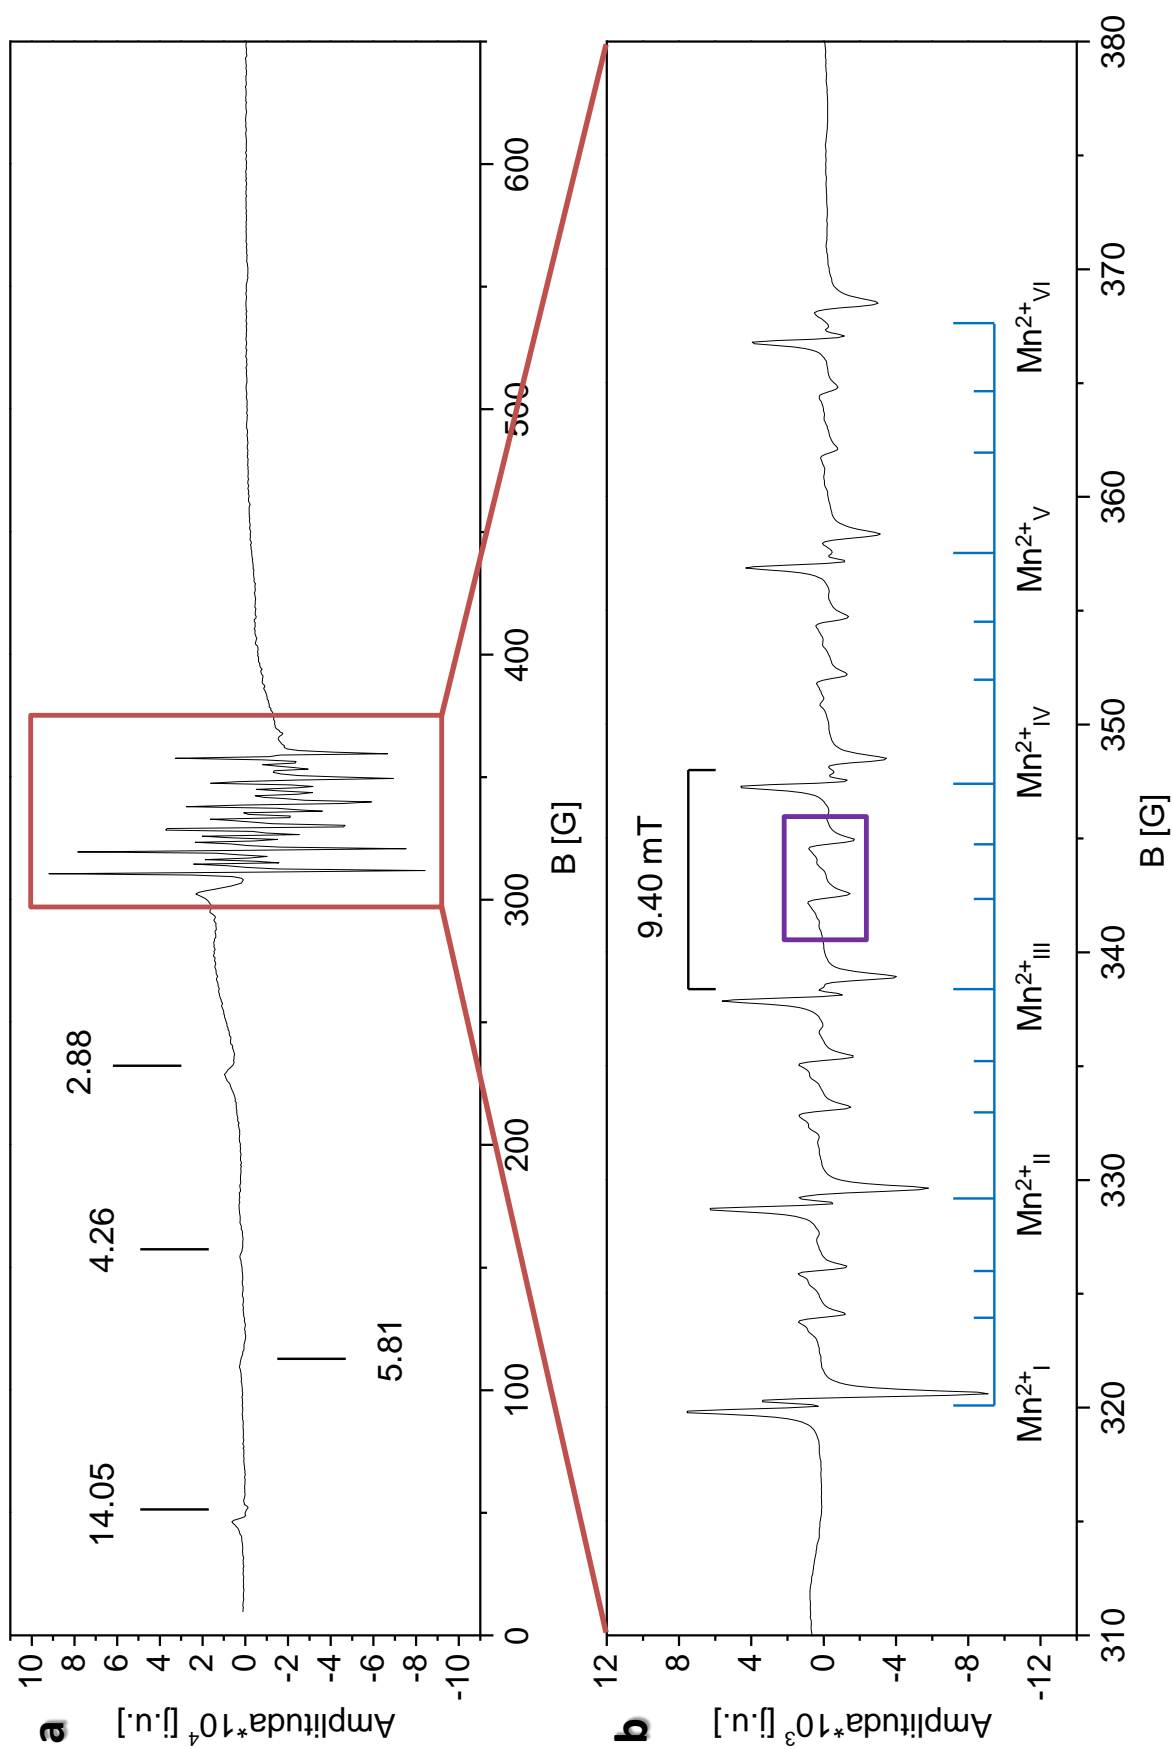 a
Amplituda*10⁴ [j.u.]
10
8
6
4
2
0
-2
-4
-6
-8
-10
14.05
5.81
4.26
2.88
0
100
200
300
400
500
600
B [G]
b
Amplituda*10³ [j.u.]
12
8
4
0
-4
-8
-12
9.40 mT
Mn²⁺I
Mn²⁺II
Mn²⁺III
Mn²⁺IV
Mn²⁺V
Mn²⁺VI
310
320
330
340
350
360
370
380
B [G]